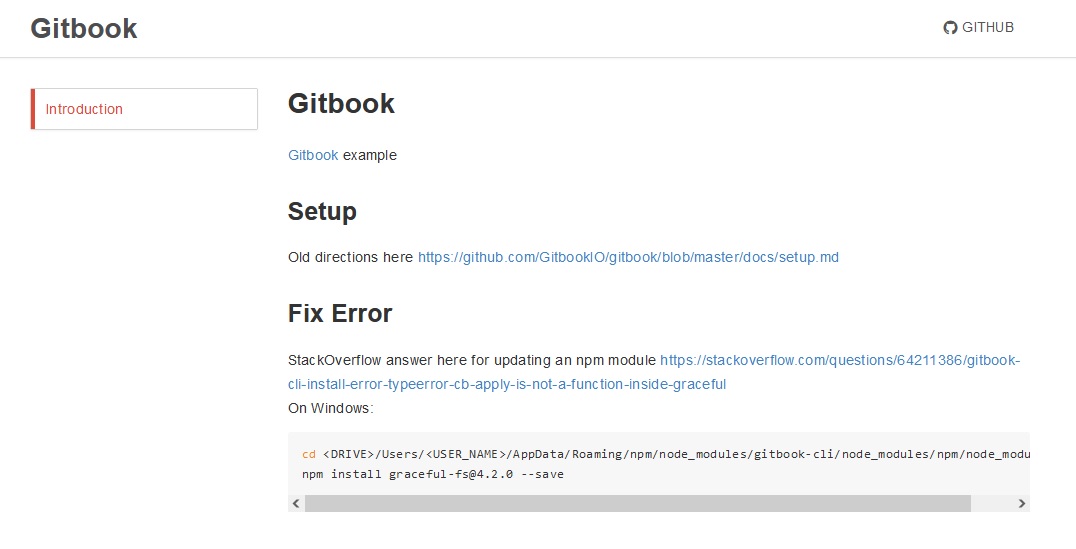 Gitbook
GITHUB
Introduction
Gitbook
Gitbook example
Setup
Old directions here https://github.com/GitbookIO/gitbook/blob/master/docs/setup.md
Fix Error
StackOverflow answer here for updating an npm module https://stackoverflow.com/questions/64211386/gitbook-
cli-install-error-typeerror-cb-apply-is-not-a-function-inside-graceful
On Windows:
cd <DRIVE>/Users/<USER_NAME>/AppData/Roaming/npm/node_modules/gitbook-cli/node_modules/npm/node_modu
npm install graceful-fs@4.2.0 --save